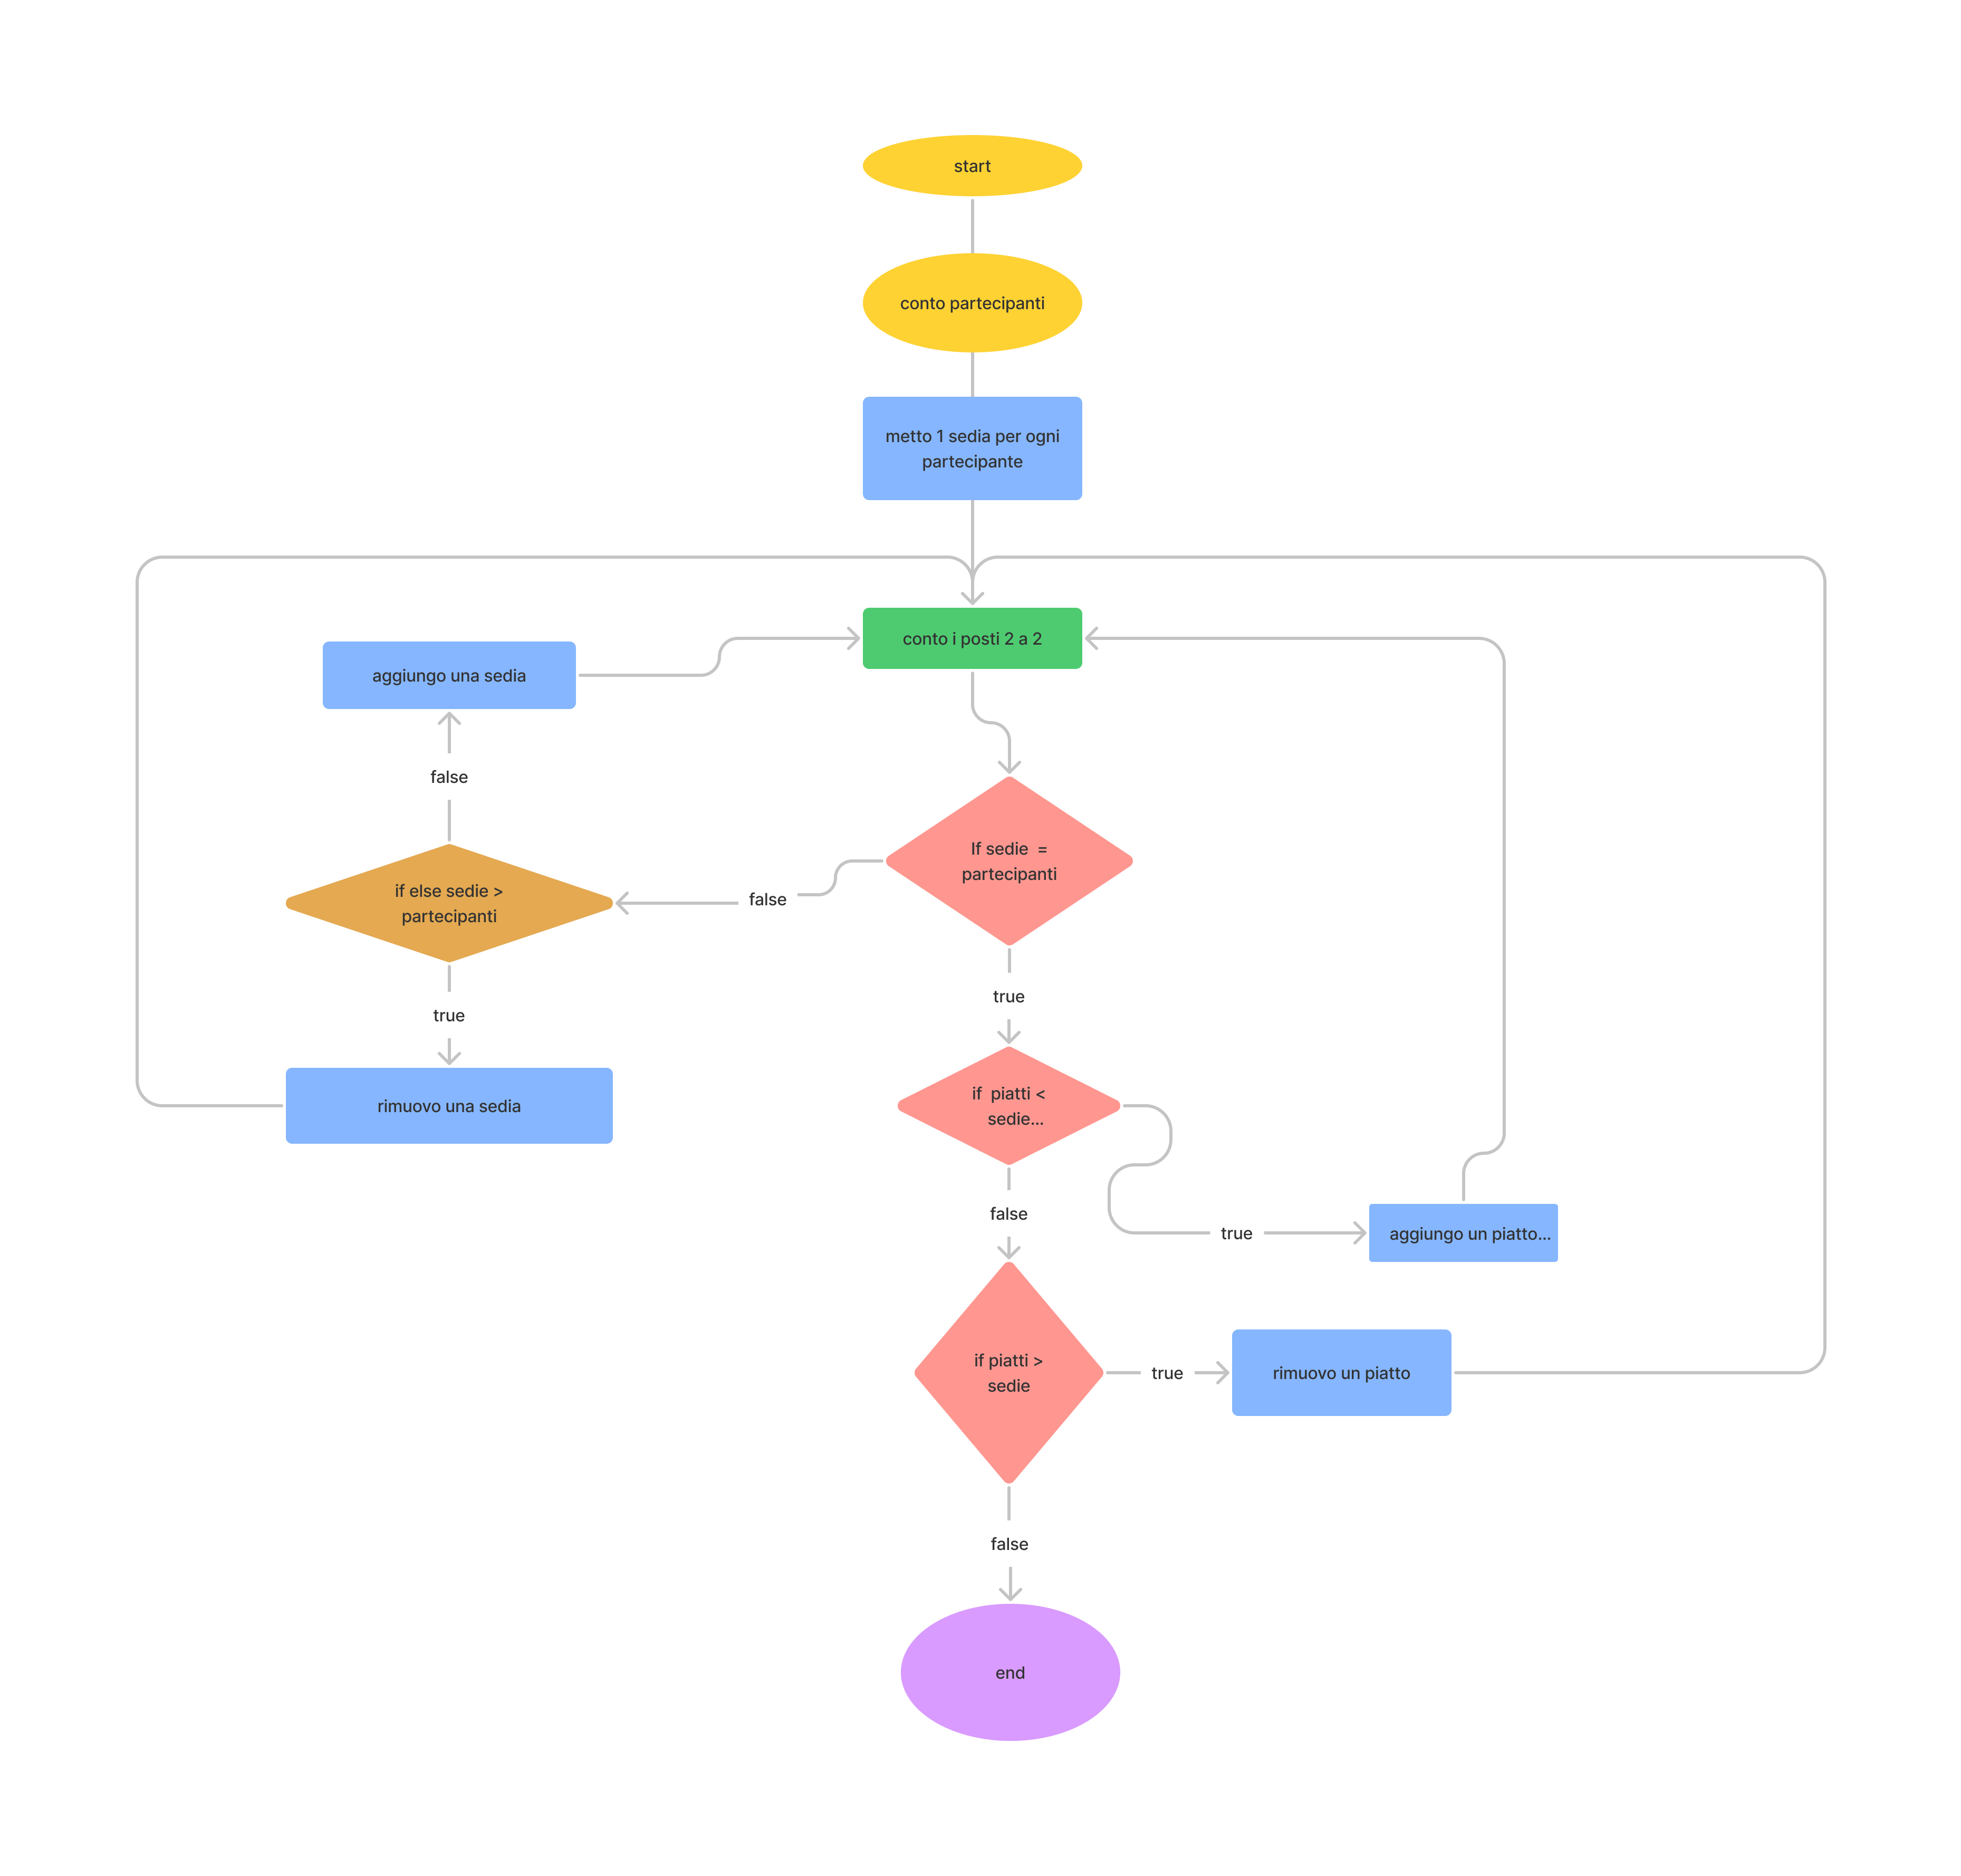 start
conto partecipanti
metto 1 sedia per ogni
partecipante
conto i posti 2 a 2
aggiungo una sedia
false
If sedie  =
partecipanti
if else sedie >
partecipanti
false
true
true
if  piatti <
sedie...
rimuovo una sedia
false
true
aggiungo un piatto...
if piatti >
sedie
true
rimuovo un piatto
false
end